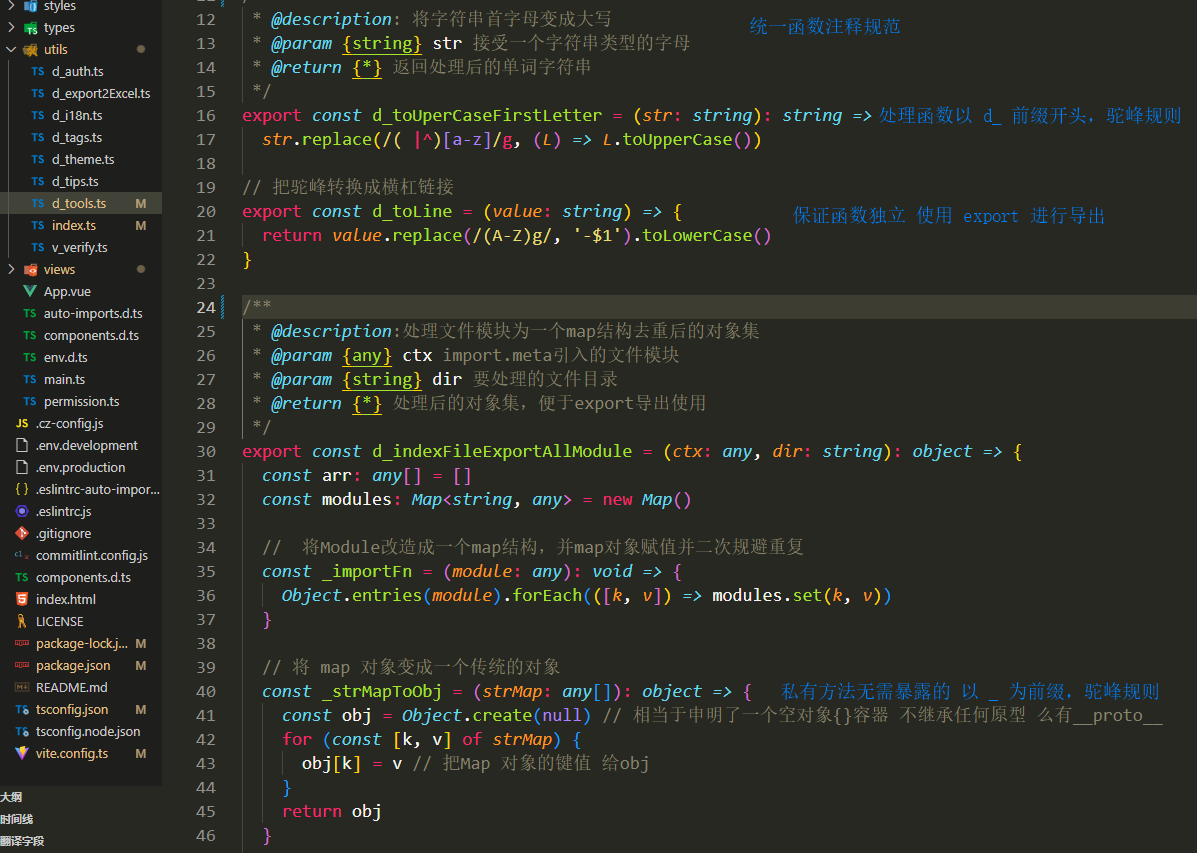 styles
types
utils
TS d_auth.ts
TS d_export2Excel.ts
TS d_i18n.ts
TS d_tags.ts
TS d_theme.ts
TS d_tips.ts
TS d_tools.ts M
TS index.ts M
TS v_verify.ts
views
App.vue
TS auto-imports.d.ts
TS components.d.ts
TS env.d.ts
TS main.ts
TS permission.ts
JS .cz-config.js
.env.development
.env.production
{} .eslintrc-auto-impor...
.eslintrc.js
.gitignore
commitlint.config.js
TS components.d.ts
index.html
LICENSE
package-lock.j... M
package.json M
README.md
tsconfig.json M
tsconfig.node.json
vite.config.ts M
大纲
时间线
翻译字段
12 * @description: 将字符串首字母变成大写 统一函数注释规范
13 * @param {string} str 接受一个字符串类型的字母
14 * @return {*} 返回处理后的单词字符串
15 */
16 export const d_toUperCaseFirstLetter = (str: string): string => 处理函数以 d_ 前缀开头，驼峰规则
17 str.replace(/( |^)[a-z]/g, (L) => L.toUpperCase())
18
19 // 把驼峰转换成横杠链接
20 export const d_toLine = (value: string) => { 保证函数独立 使用 export 进行导出
21 return value.replace(/(A-Z)g/, '-$1').toLowerCase()
22 }
23
24 /**
25 * @description:处理文件模块为一个map结构去重后的对象集
26 * @param {any} ctx import.meta引入的文件模块
27 * @param {string} dir 要处理的文件目录
28 * @return {*} 处理后的对象集，便于export导出使用
29 */
30 export const d_indexFileExportAllModule = (ctx: any, dir: string): object => {
31 const arr: any[] = []
32 const modules: Map<string, any> = new Map()
33
34 // 将Module改造成一个map结构，并map对象赋值并二次规避重复
35 const _importFn = (module: any): void => {
36 Object.entries(module).forEach(([k, v]) => modules.set(k, v))
37 }
38
39 // 将 map 对象变成一个传统的对象
40 const _strMapToObj = (strMap: any[]): object => { 私有方法无需暴露的 以 _ 为前缀，驼峰规则
41 const obj = Object.create(null) // 相当于申明了一个空对象{}容器 不继承任何原型 么有__proto__
42 for (const [k, v] of strMap) {
43 obj[k] = v // 把Map 对象的键值 给obj
44 }
45 return obj
46 }